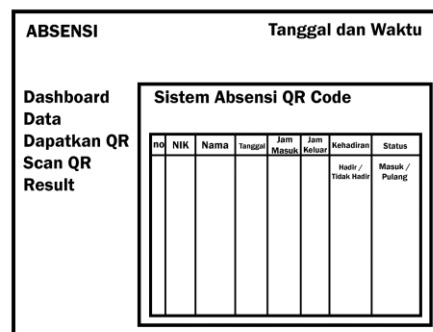 ABSENSI
Tanggal dan Waktu
Dashboard
Data
Dapatkan QR
Scan QR
Result
Sistem Absensi QR Code
no NIK Nama Tanggal Jam Masuk Jam Keluar Kehadiran Status
Hadir / Tidak Hadir
Masuk / Pulang